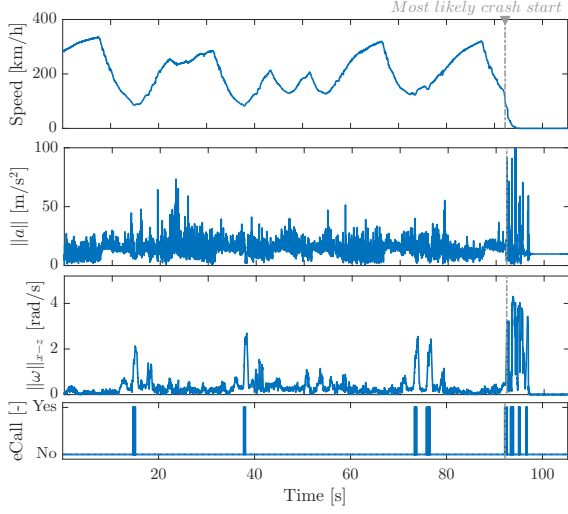 Most likely crash start
Speed [km/h]
400
200
0
||a|| [m/s²]
100
50
0
||ω||ₓ₋z [rad/s]
4
2
0
eCall [-]
Yes
No
20 40 60 80 100
Time [s]